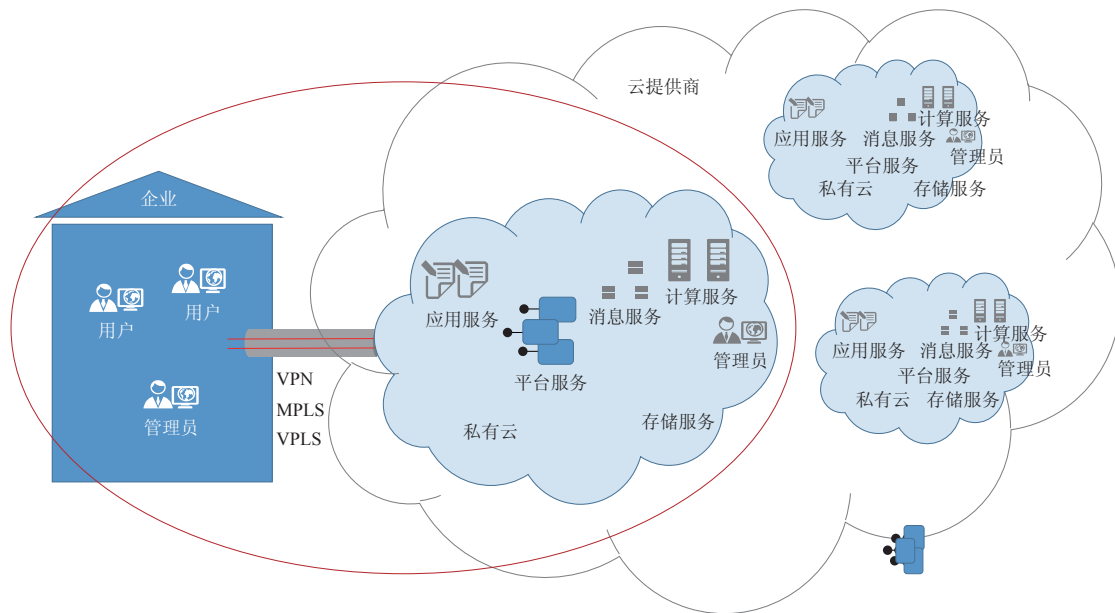 云提供商
企业
用户
用户
管理员
VPN
MPLS
VPLS
应用服务
消息服务
计算服务
平台服务
管理员
私有云
存储服务
应用服务
消息服务
计算服务
平台服务
管理员
私有云
存储服务
应用服务
消息服务
计算服务
平台服务
管理员
私有云
存储服务